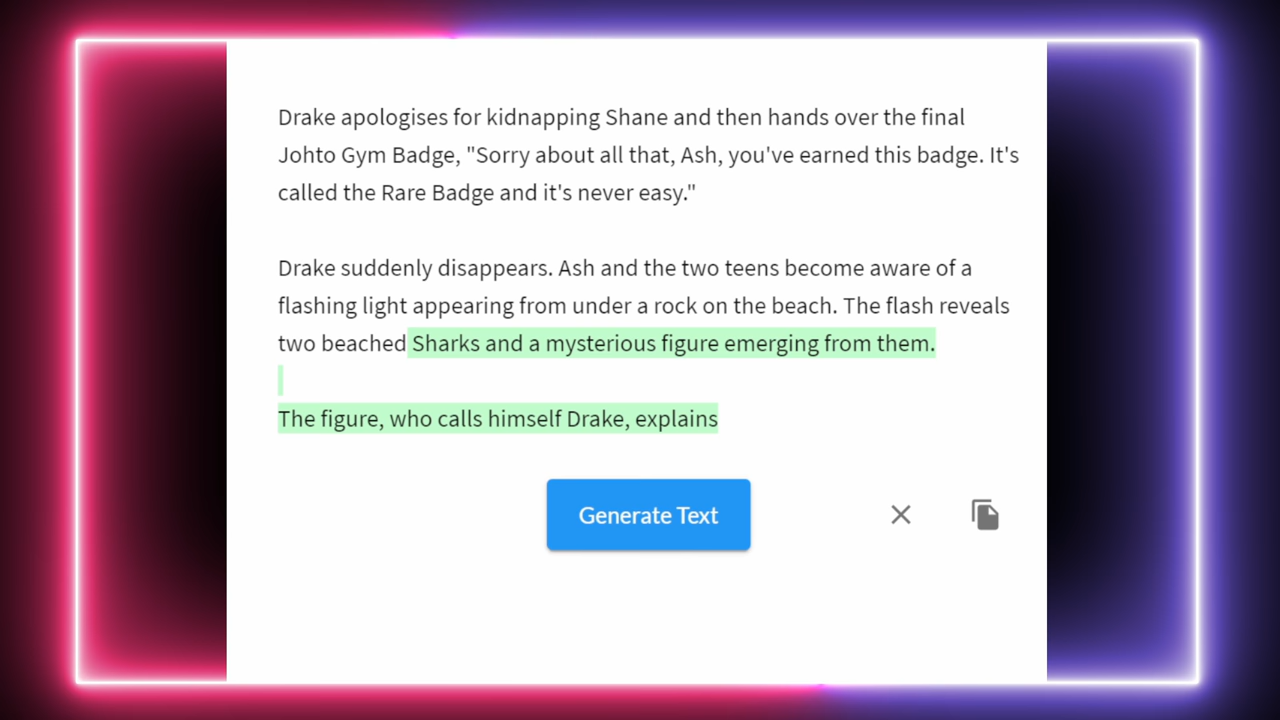 Drake apologises for kidnapping Shane and then hands over the final
Johto Gym Badge, "Sorry about all that, Ash, you've earned this badge. It's
called the Rare Badge and it's never easy."
Drake suddenly disappears. Ash and the two teens become aware of a
flashing light appearing from under a rock on the beach. The flash reveals
two beached Sharks and a mysterious figure emerging from them.
The figure, who calls himself Drake, explains
Generate Text